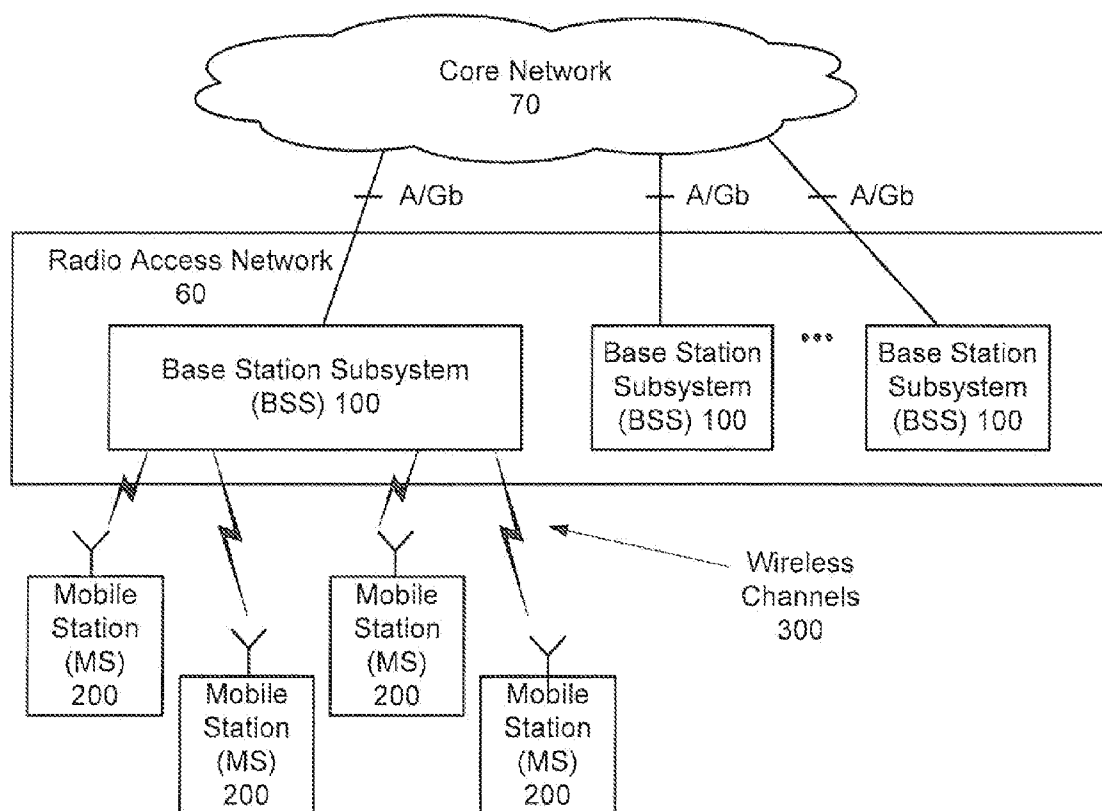 Core Network
70
A/Gb
A/Gb
A/Gb
Radio Access Network
60
Base Station Subsystem
(BSS) 100
Base Station
Subsystem
(BSS) 100
Base Station
Subsystem
(BSS) 100
Wireless
Channels
300
Mobile
Station
(MS)
200
Mobile
Station
(MS)
200
Mobile
Station
(MS)
200
Mobile
Station
(MS)
200